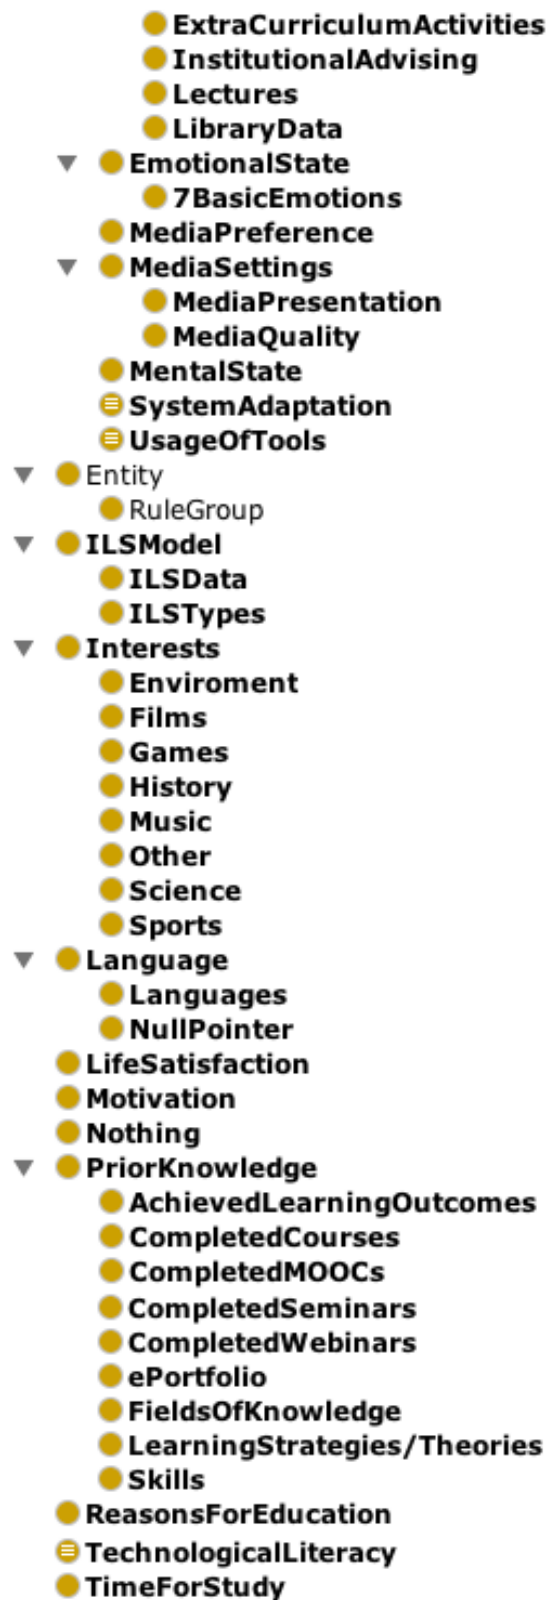 ExtraCurriculumActivities
InstitutionalAdvising
Lectures
LibraryData
EmotionalState
7BasicEmotions
MediaPreference
MediaSettings
MediaPresentation
MediaQuality
MentalState
SystemAdaptation
UsageOfTools
Entity
RuleGroup
ILSModel
ILSData
ILSTypes
Interests
Enviroment
Films
Games
History
Music
Other
Science
Sports
Language
Languages
NullPointer
LifeSatisfaction
Motivation
Nothing
PriorKnowledge
AchievedLearningOutcomes
CompletedCourses
CompletedMOOCs
CompletedSeminars
CompletedWebinars
ePortfolio
FieldsOfKnowledge
LearningStrategies/Theories
Skills
ReasonsForEducation
TechnologicalLiteracy
TimeForStudy